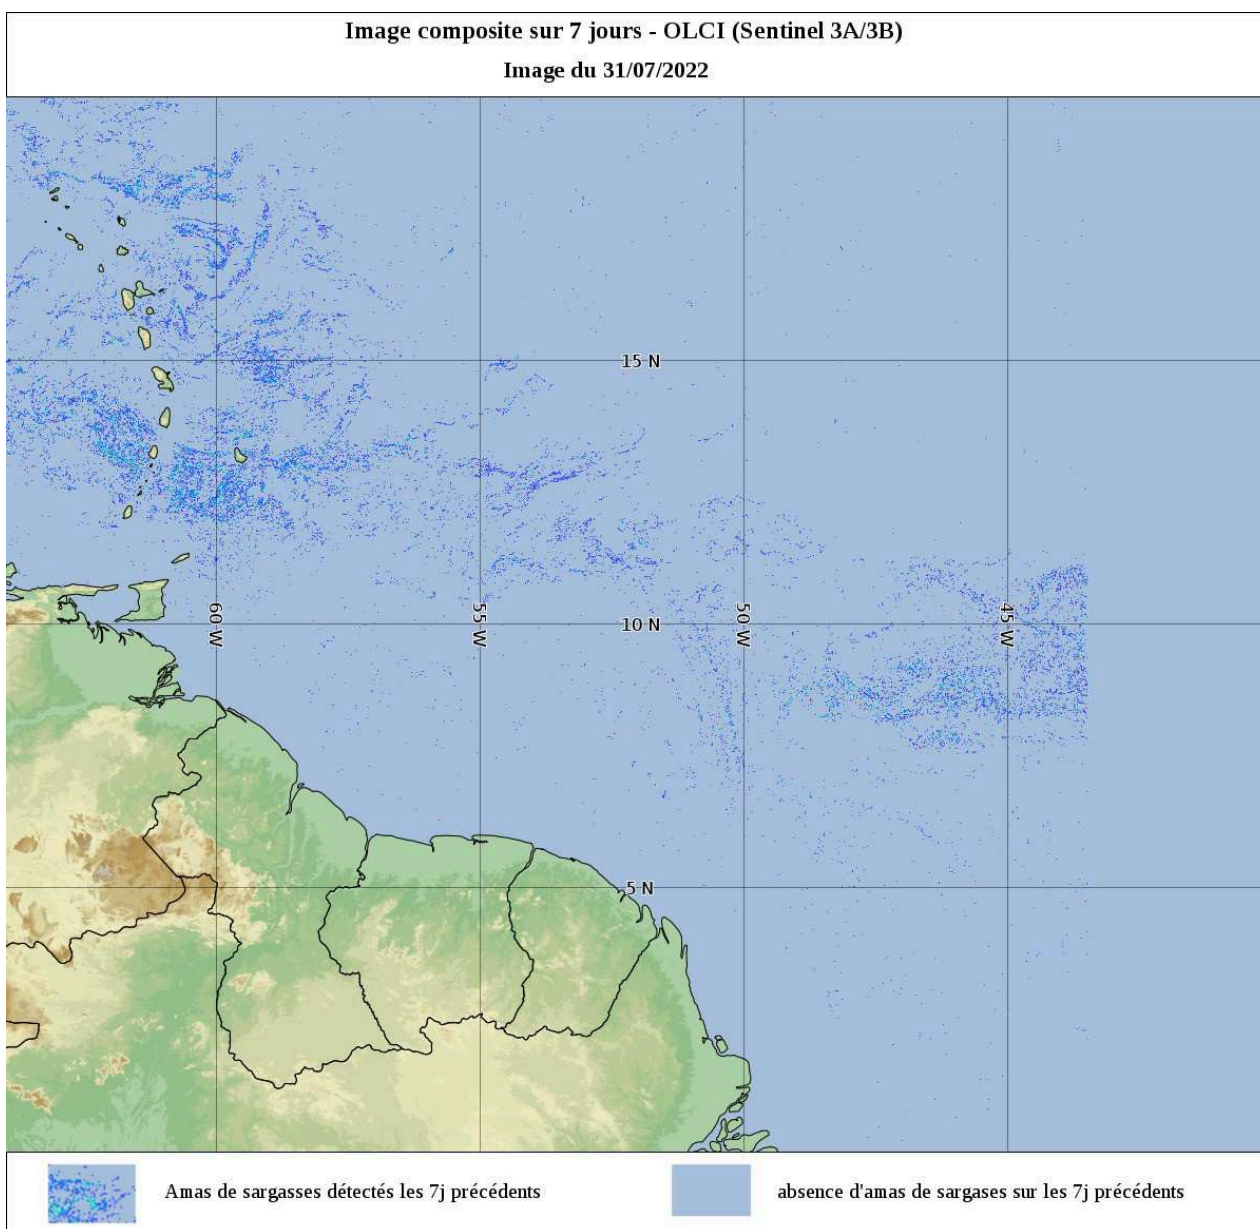 Image composite sur 7 jours - OLCI (Sentinel 3A/3B)
Image du 31/07/2022
15 N
60 W
55 W
10 N
50 W
45 W
5 N
Amas de sargasses détectés les 7j précédents
absence d'amas de sargases sur les 7j précédents